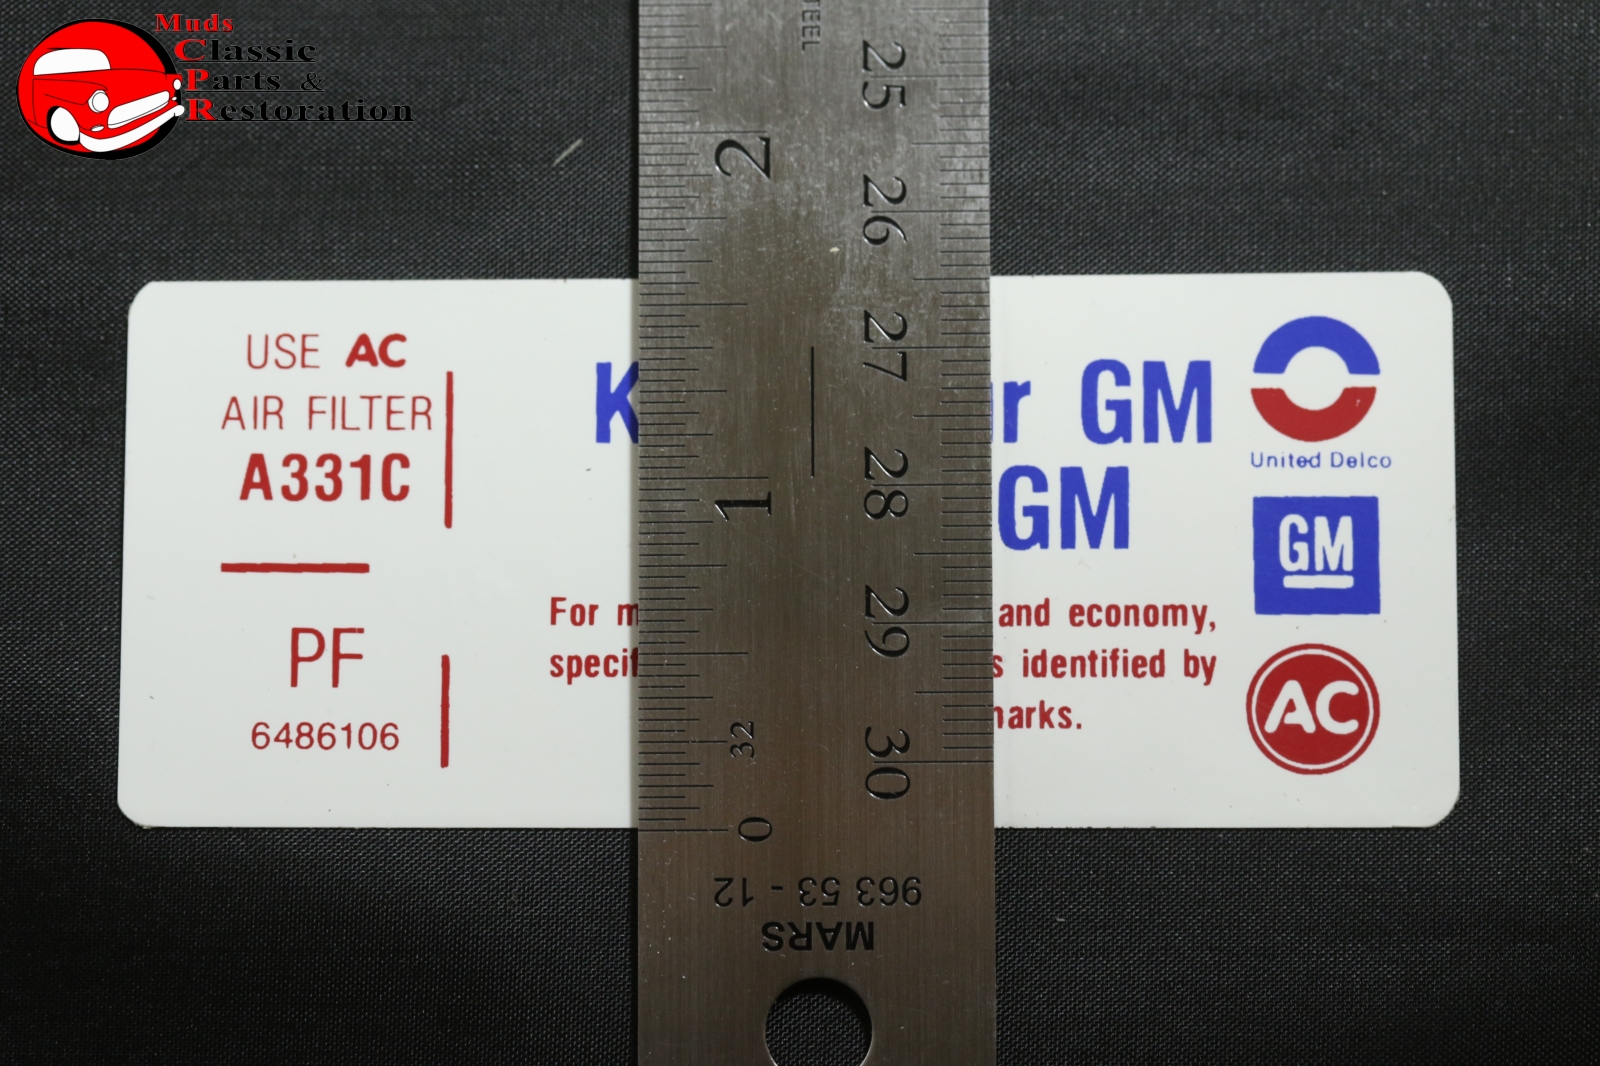 Muds
Classic
Parts &
Restoration
USE AC
AIR FILTER
A331C
PF
6486106
GM
GM
For
and economy,
identified by
United Delco
GM
AC
25
26
27
28
29
30
2
1
32
0
963 53 - 12
MARS